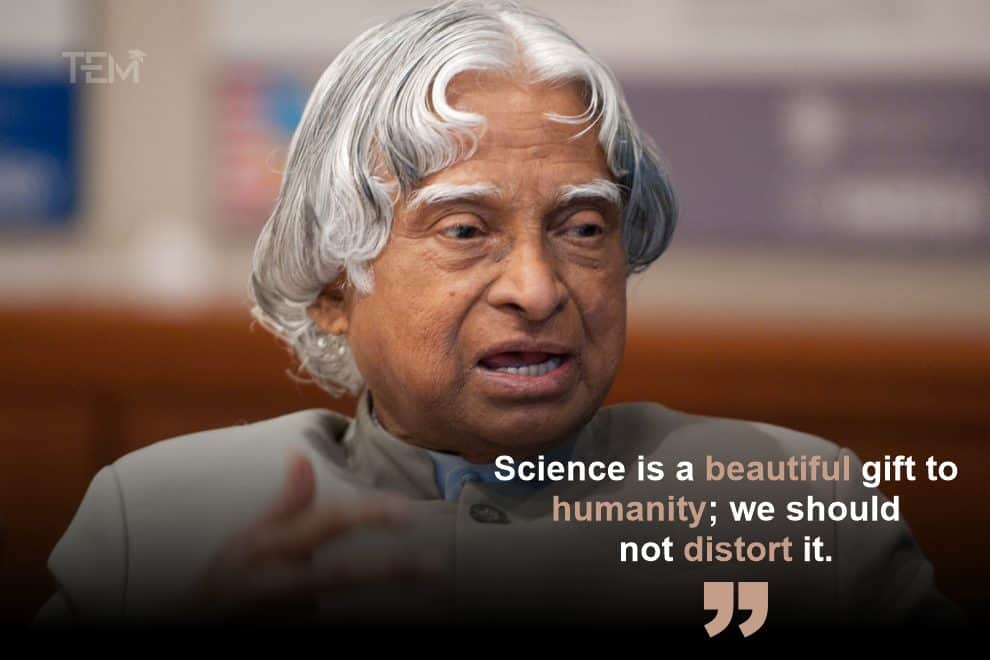 TEM
Science is a beautiful gift to
humanity; we should
not distort it.
”